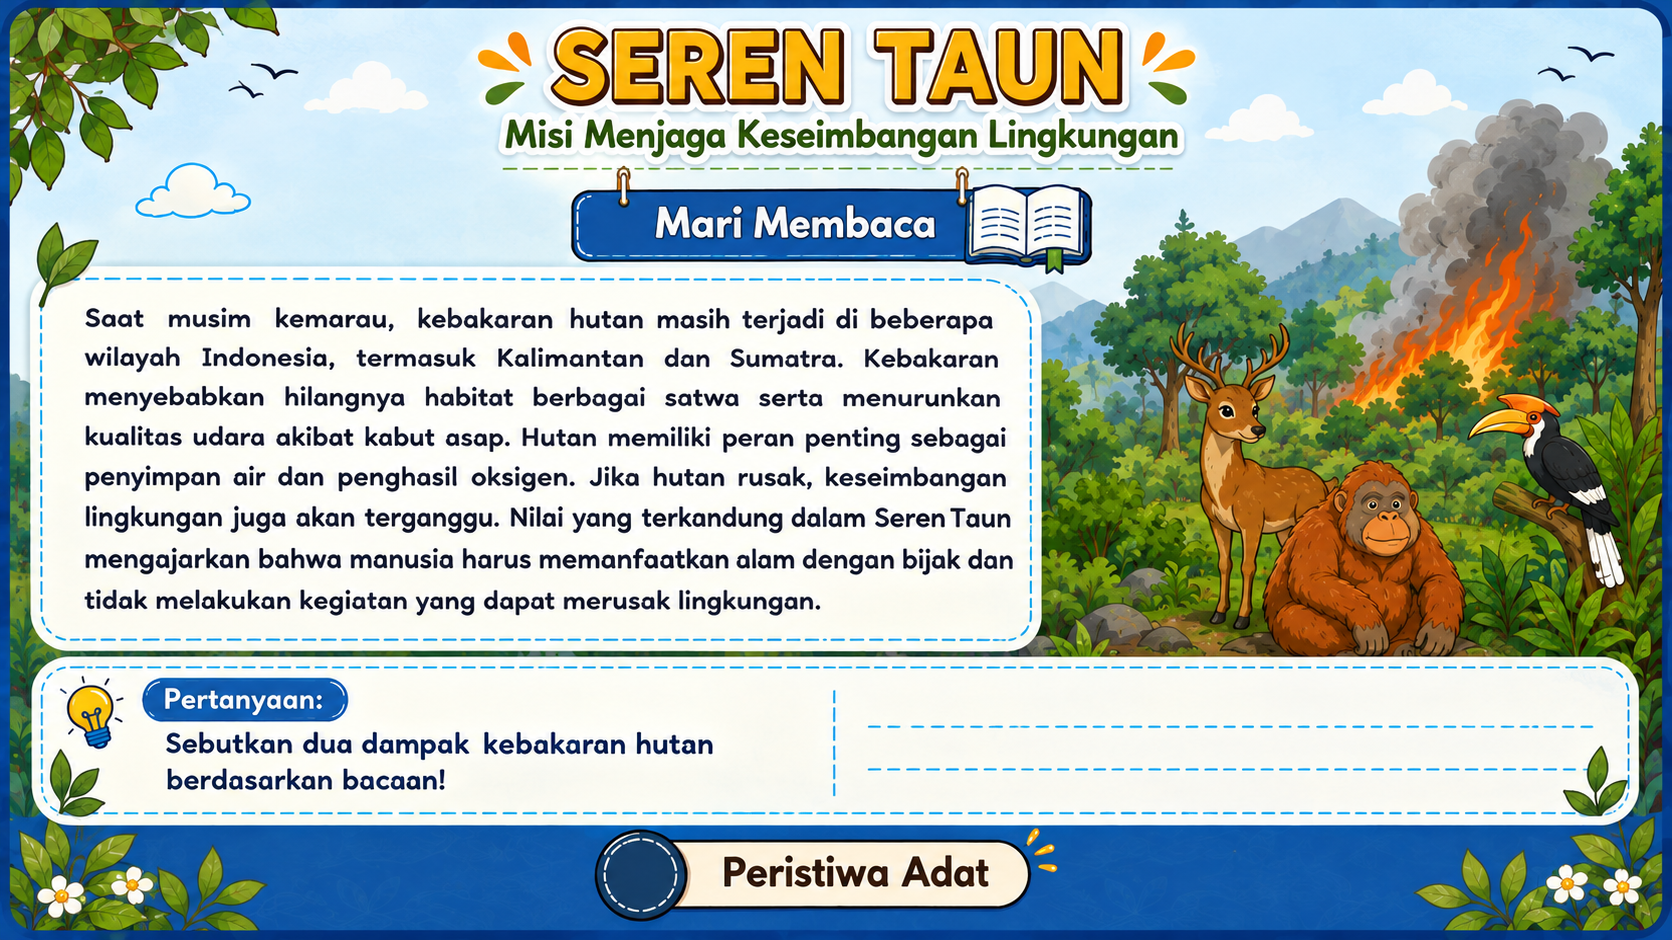 SEREN TAUN
Misi Menjaga Keseimbangan Lingkungan
Mari Membaca
Saat musim kemarau, kebakaran hutan masih terjadi di beberapa
wilayah Indonesia, termasuk Kalimantan dan Sumatra. Kebakaran
menyebabkan hilangnya habitat berbagai satwa serta menurunkan
kualitas udara akibat kabut asap. Hutan memiliki peran penting sebagai
penyimpan air dan penghasil oksigen. Jika hutan rusak, keseimbangan
lingkungan juga akan terganggu. Nilai yang terkandung dalam Seren Taun
mengajarkan bahwa manusia harus memanfaatkan alam dengan bijak dan
tidak melakukan kegiatan yang dapat merusak lingkungan.
Pertanyaan:
Sebutkan dua dampak kebakaran hutan
berdasarkan bacaan!
Peristiwa Adat